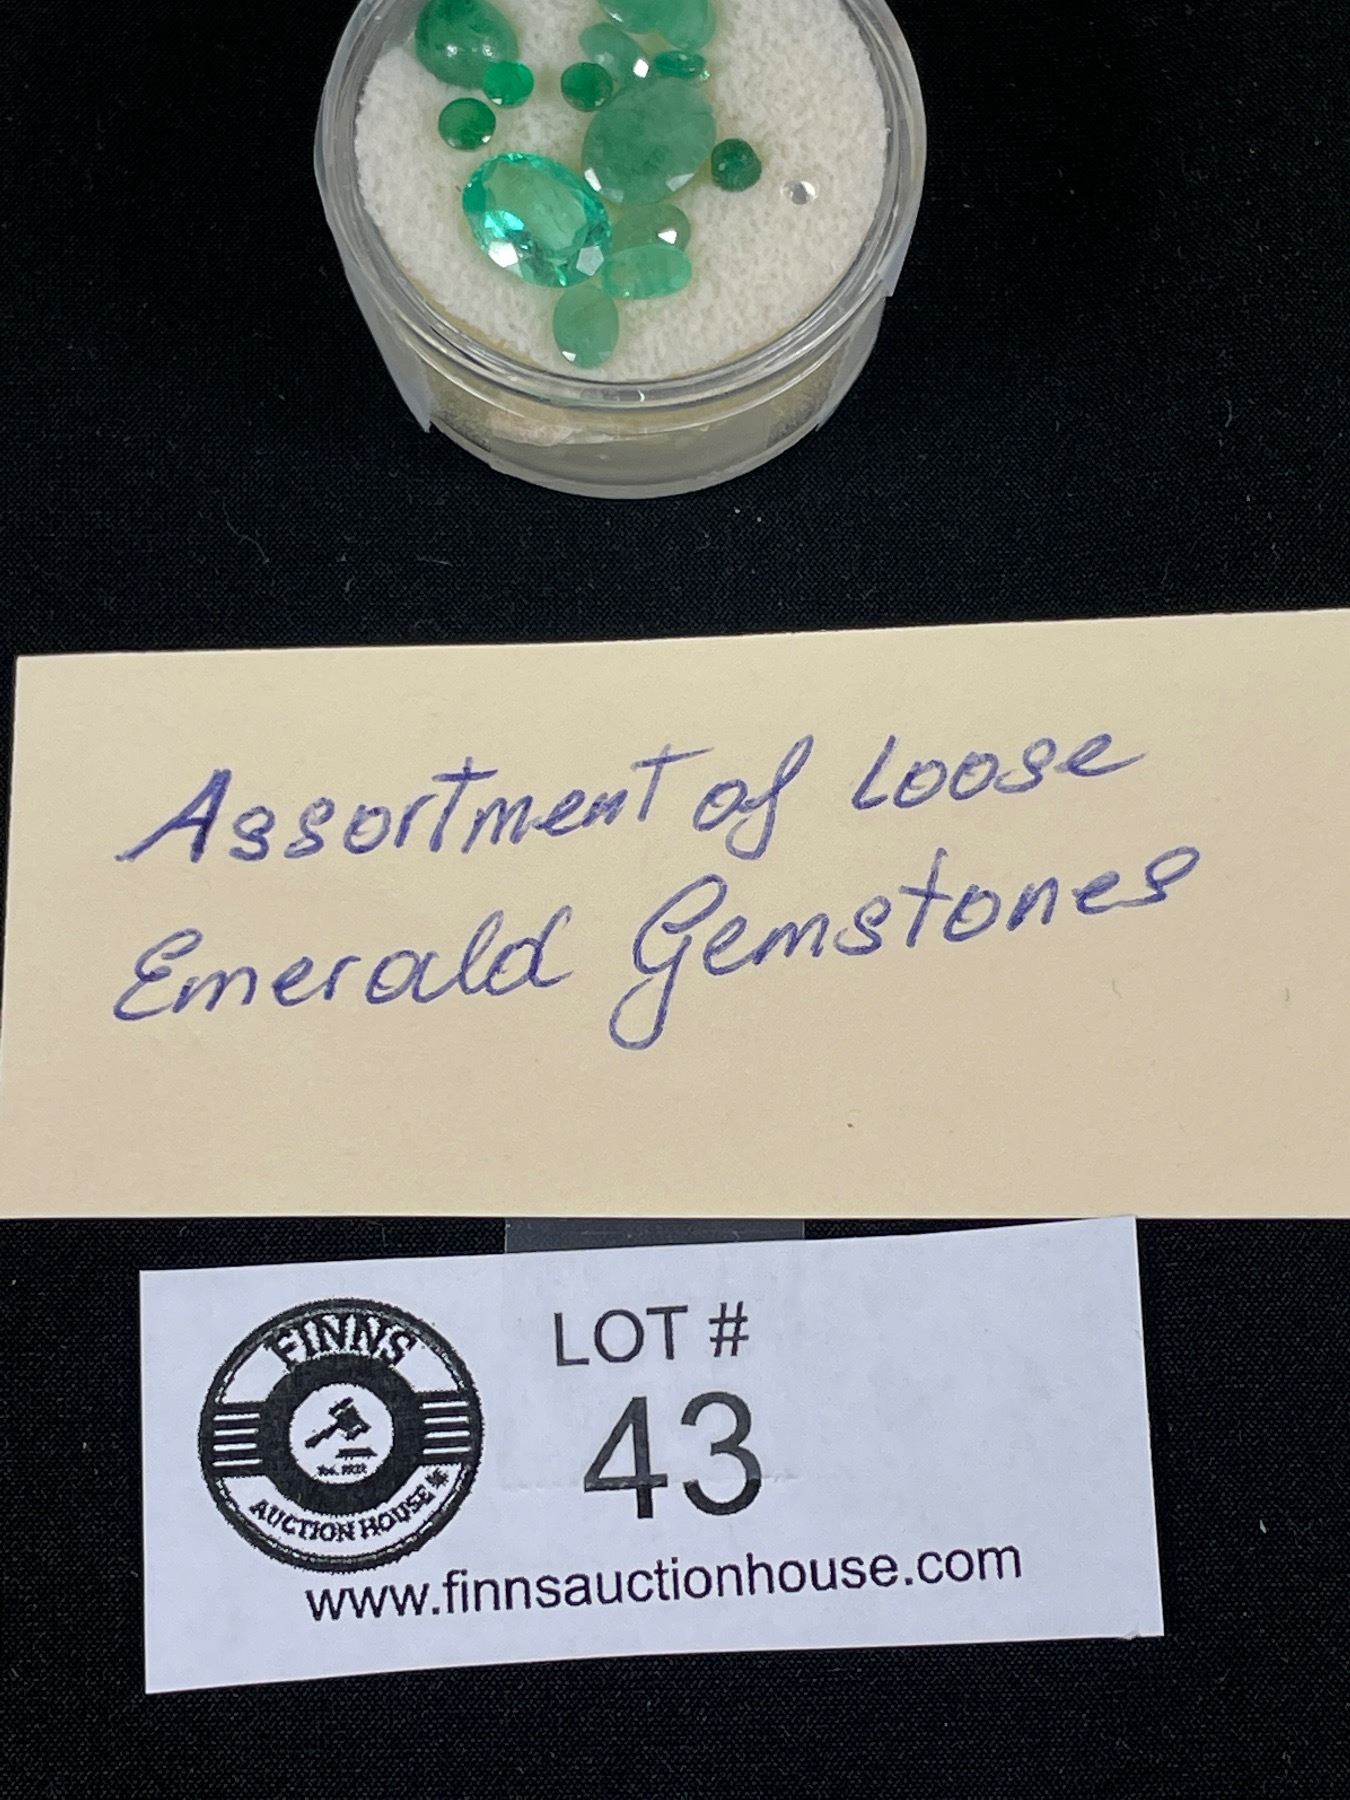 Assortment of Loose
Emerald Gemstones
FINNS
AUCTION HOUSE
LOT #
43
www.finnsauctionhouse.com